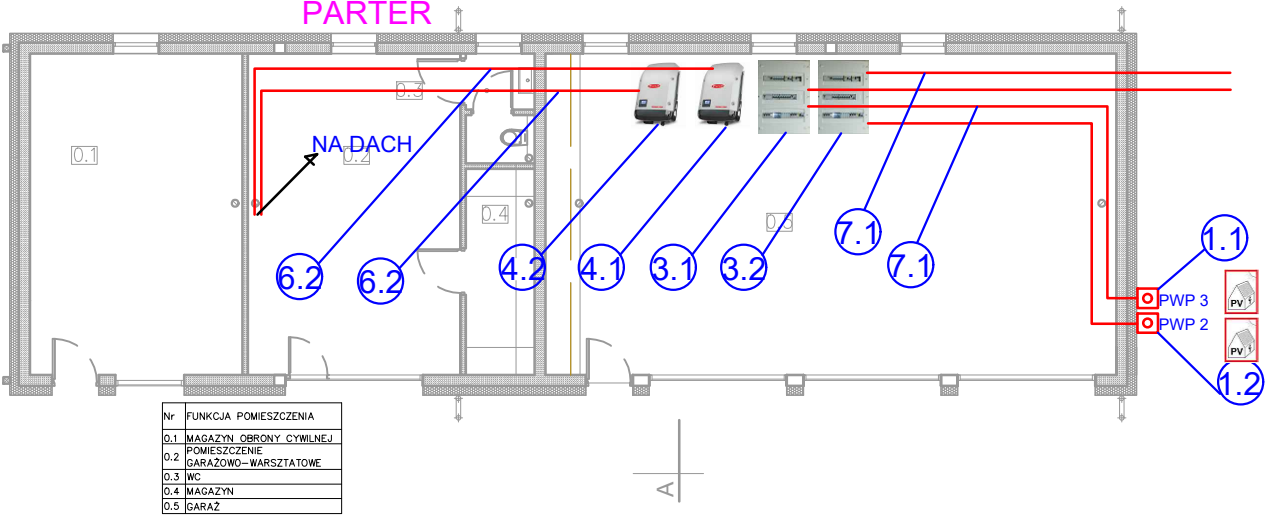 PARTER
0.3
0.1
NA DACH
0.2
0.4
0.5
6.2
6.2
4.2
4.1
3.1
3.2
7.1
7.1
1.1
PWP 3
PV
PWP 2
PV
1.2
A
Nr FUNKCJA POMIESZCZENIA
0.1 MAGAZYN OBRONY CYWILNEJ
0.2 POMIESZCZENIE
GARAŻOWO-WARSZTATOWE
0.3 WC
0.4 MAGAZYN
0.5 GARAŻ